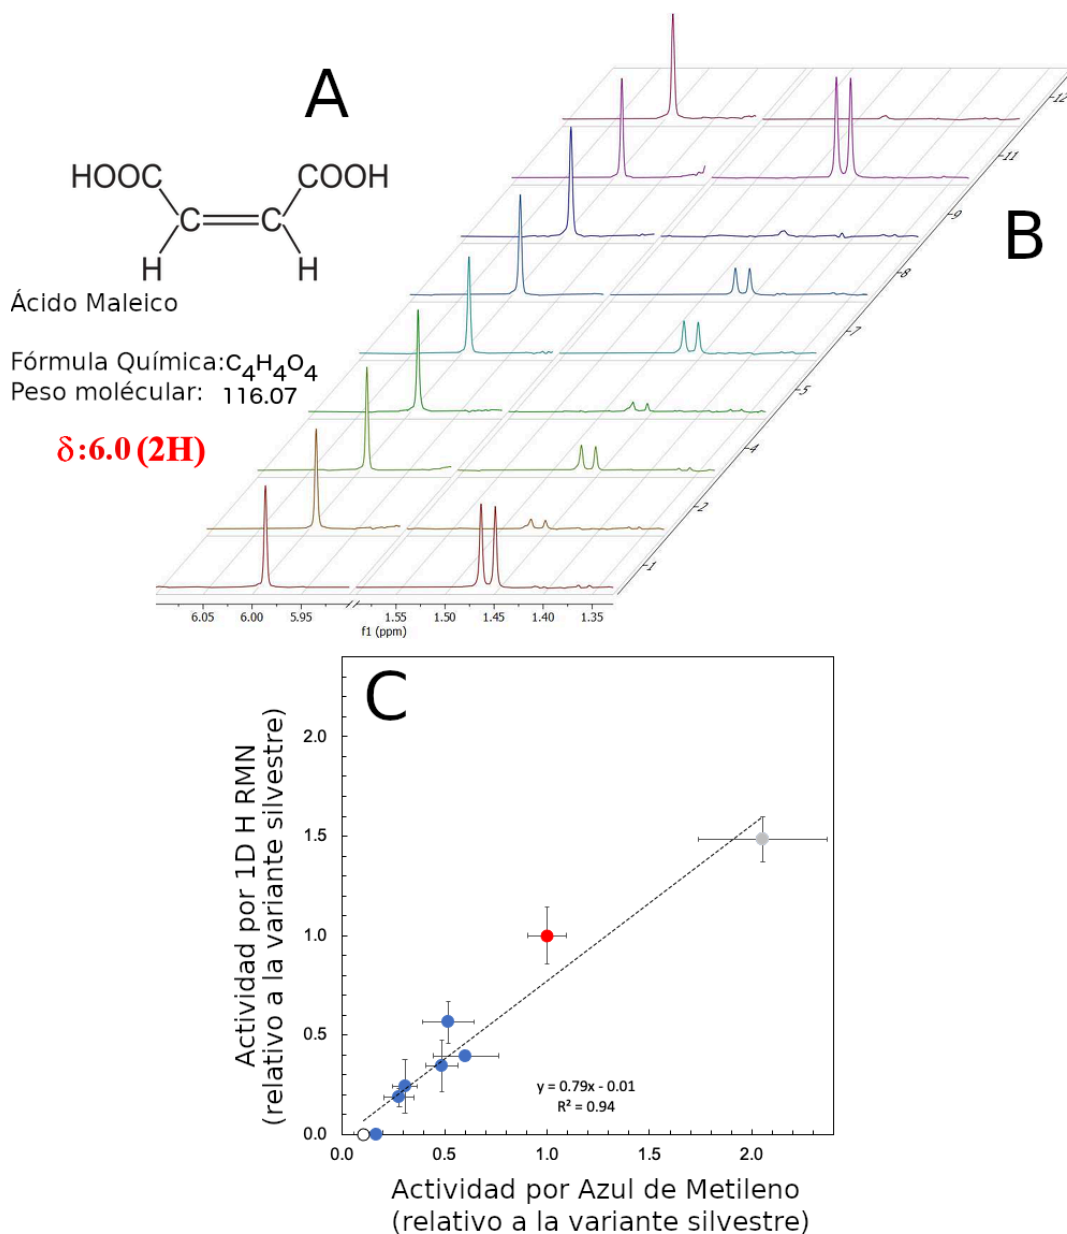 A
HOOC COOH
C C
H H
Ácido Maleico
Fórmula Química:C4H4O4
Peso molécular: 116.07
δ:6.0 (2H)
B
12
11
9
8
7
5
4
2
1
6.05 6.00 5.95 1.55 1.50 1.45 1.40 1.35
f1 (ppm)
C
Actividad por 1D H RMN
(relativo a la variante silvestre)
2.0
1.5
1.0
0.5
0.0
y = 0.79x - 0.01
R² = 0.94
0.0 0.5 1.0 1.5 2.0
Actividad por Azul de Metileno
(relativo a la variante silvestre)